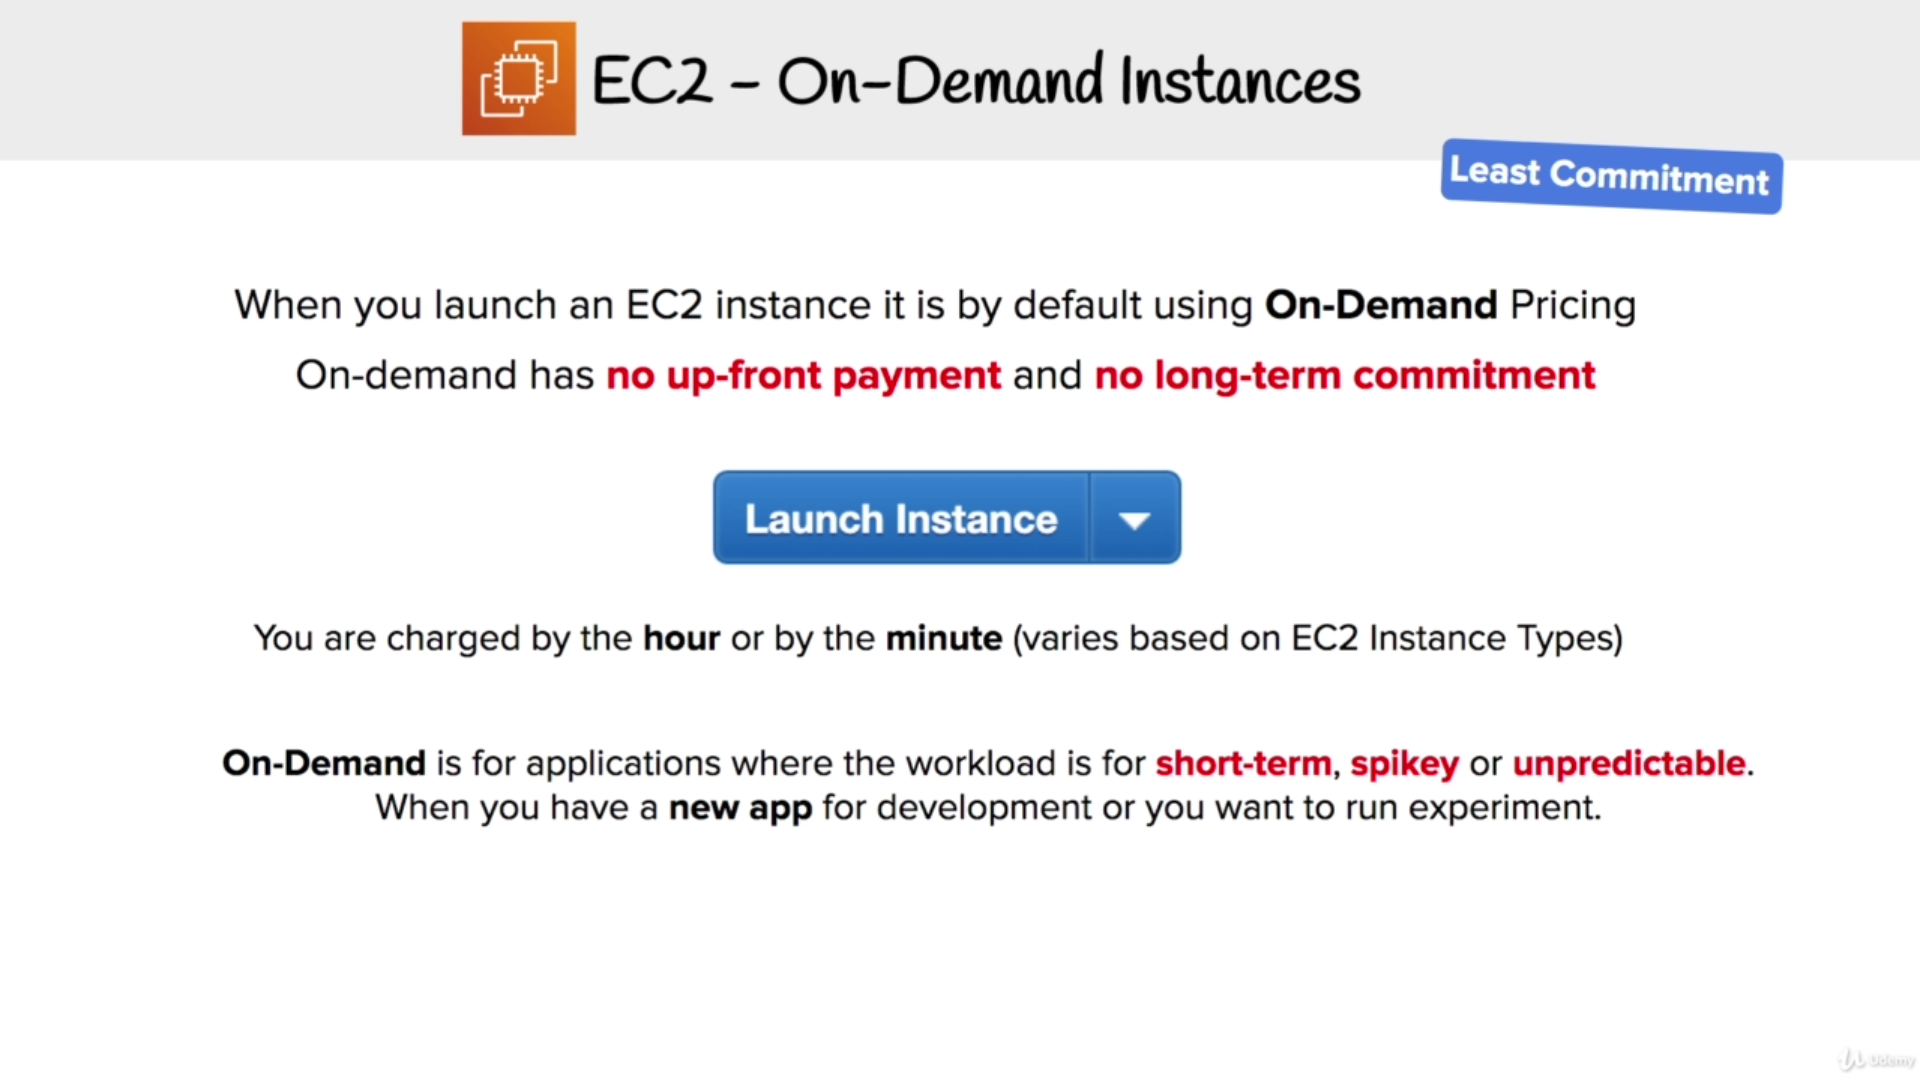 EC2 - On-Demand Instances
Least Commitment
When you launch an EC2 instance it is by default using On-Demand Pricing
On-demand has no up-front payment and no long-term commitment
Launch Instance
You are charged by the hour or by the minute (varies based on EC2 Instance Types)
On-Demand is for applications where the workload is for short-term, spikey or unpredictable.
When you have a new app for development or you want to run experiment.
Udemy